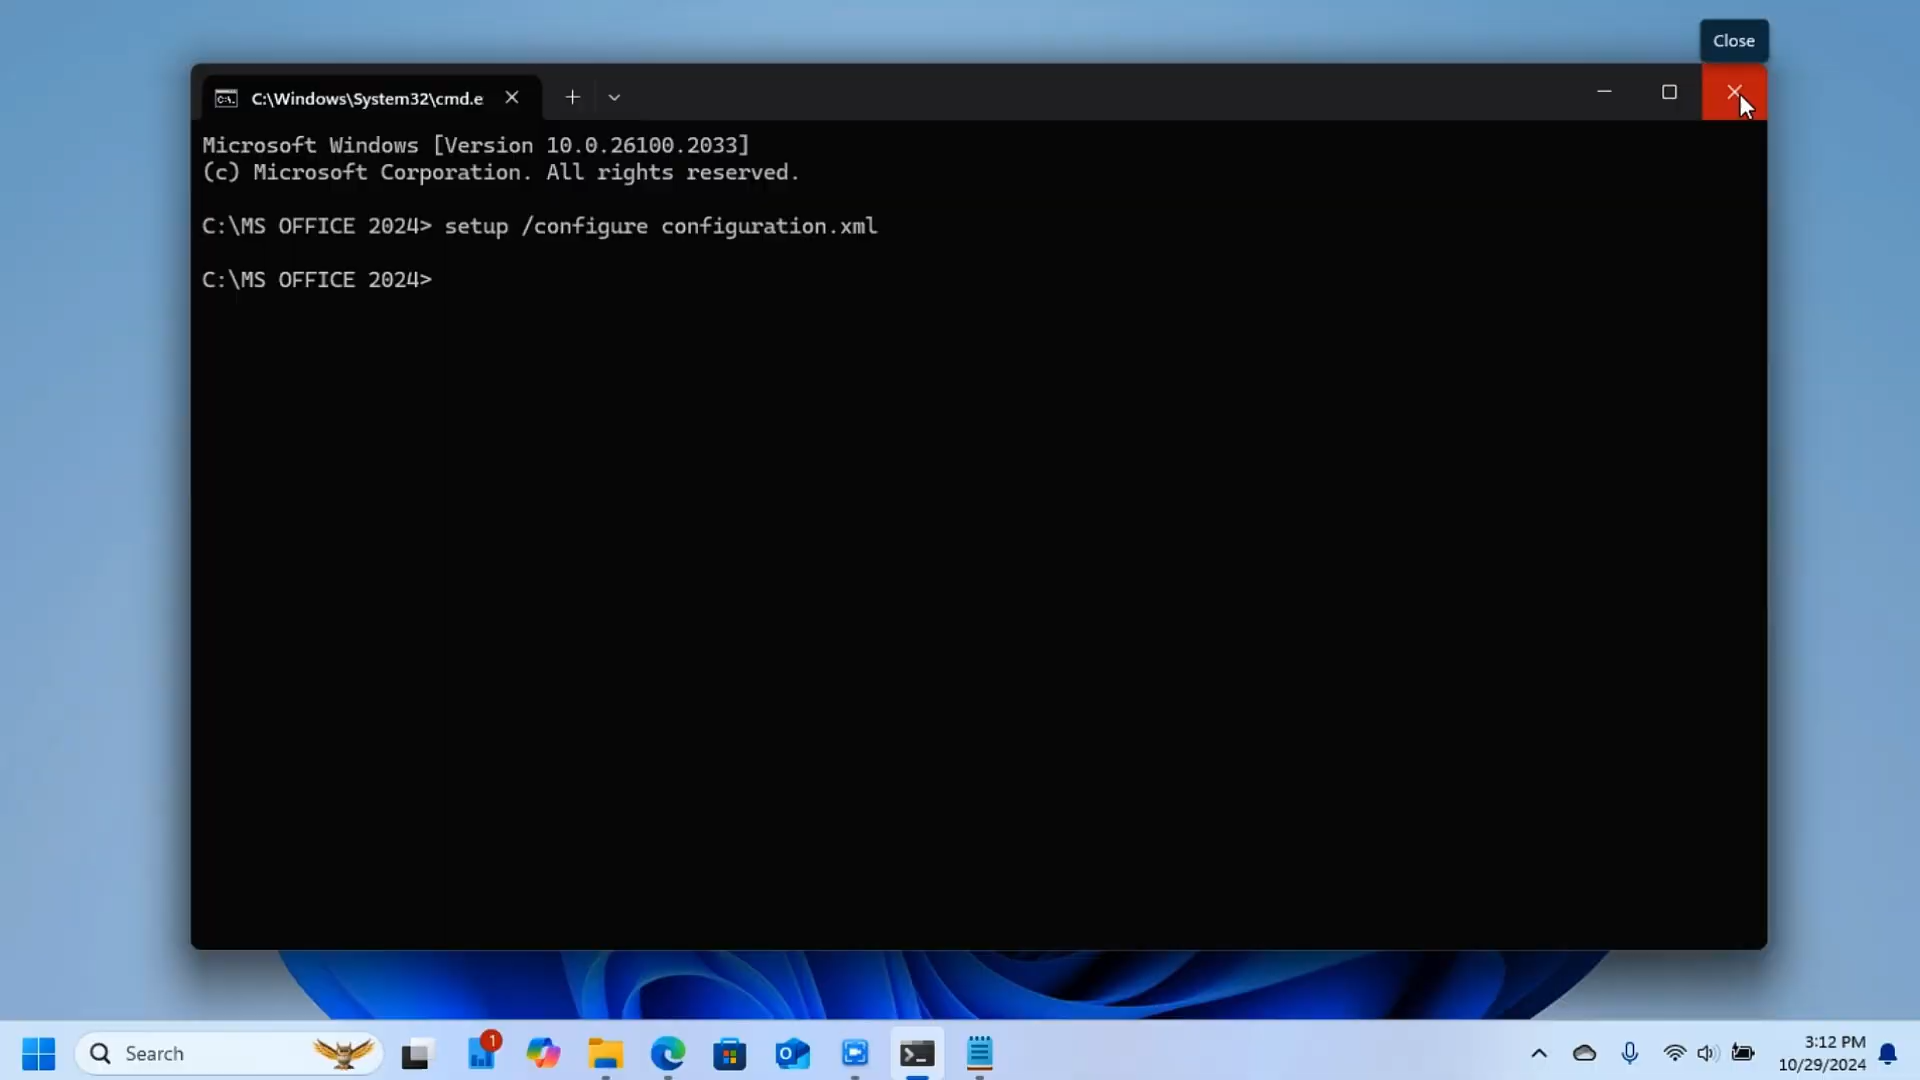 Close
C:\Windows\System32\cmd.e
Microsoft Windows [Version 10.0.26100.2033]
(c) Microsoft Corporation. All rights reserved.
C:\MS OFFICE 2024> setup /configure configuration.xml
C:\MS OFFICE 2024>
Search
1
3:12 PM
10/29/2024